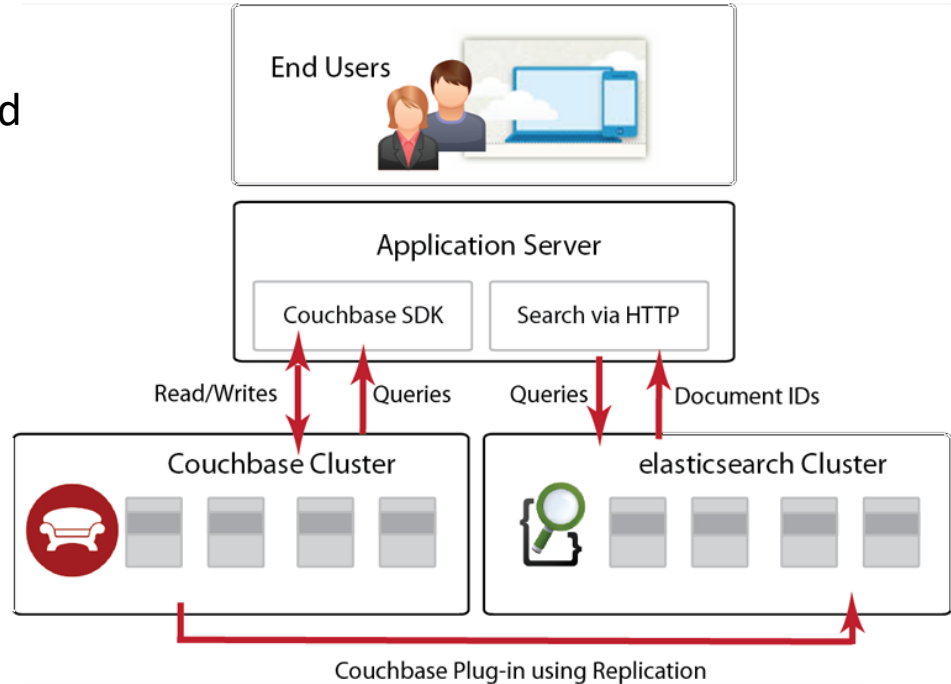 d
End Users
Application Server
Couchbase SDK
Search via HTTP
Read/Writes
Queries
Queries
Document IDs
Couchbase Cluster
elasticsearch Cluster
{ }
Couchbase Plug-in using Replication